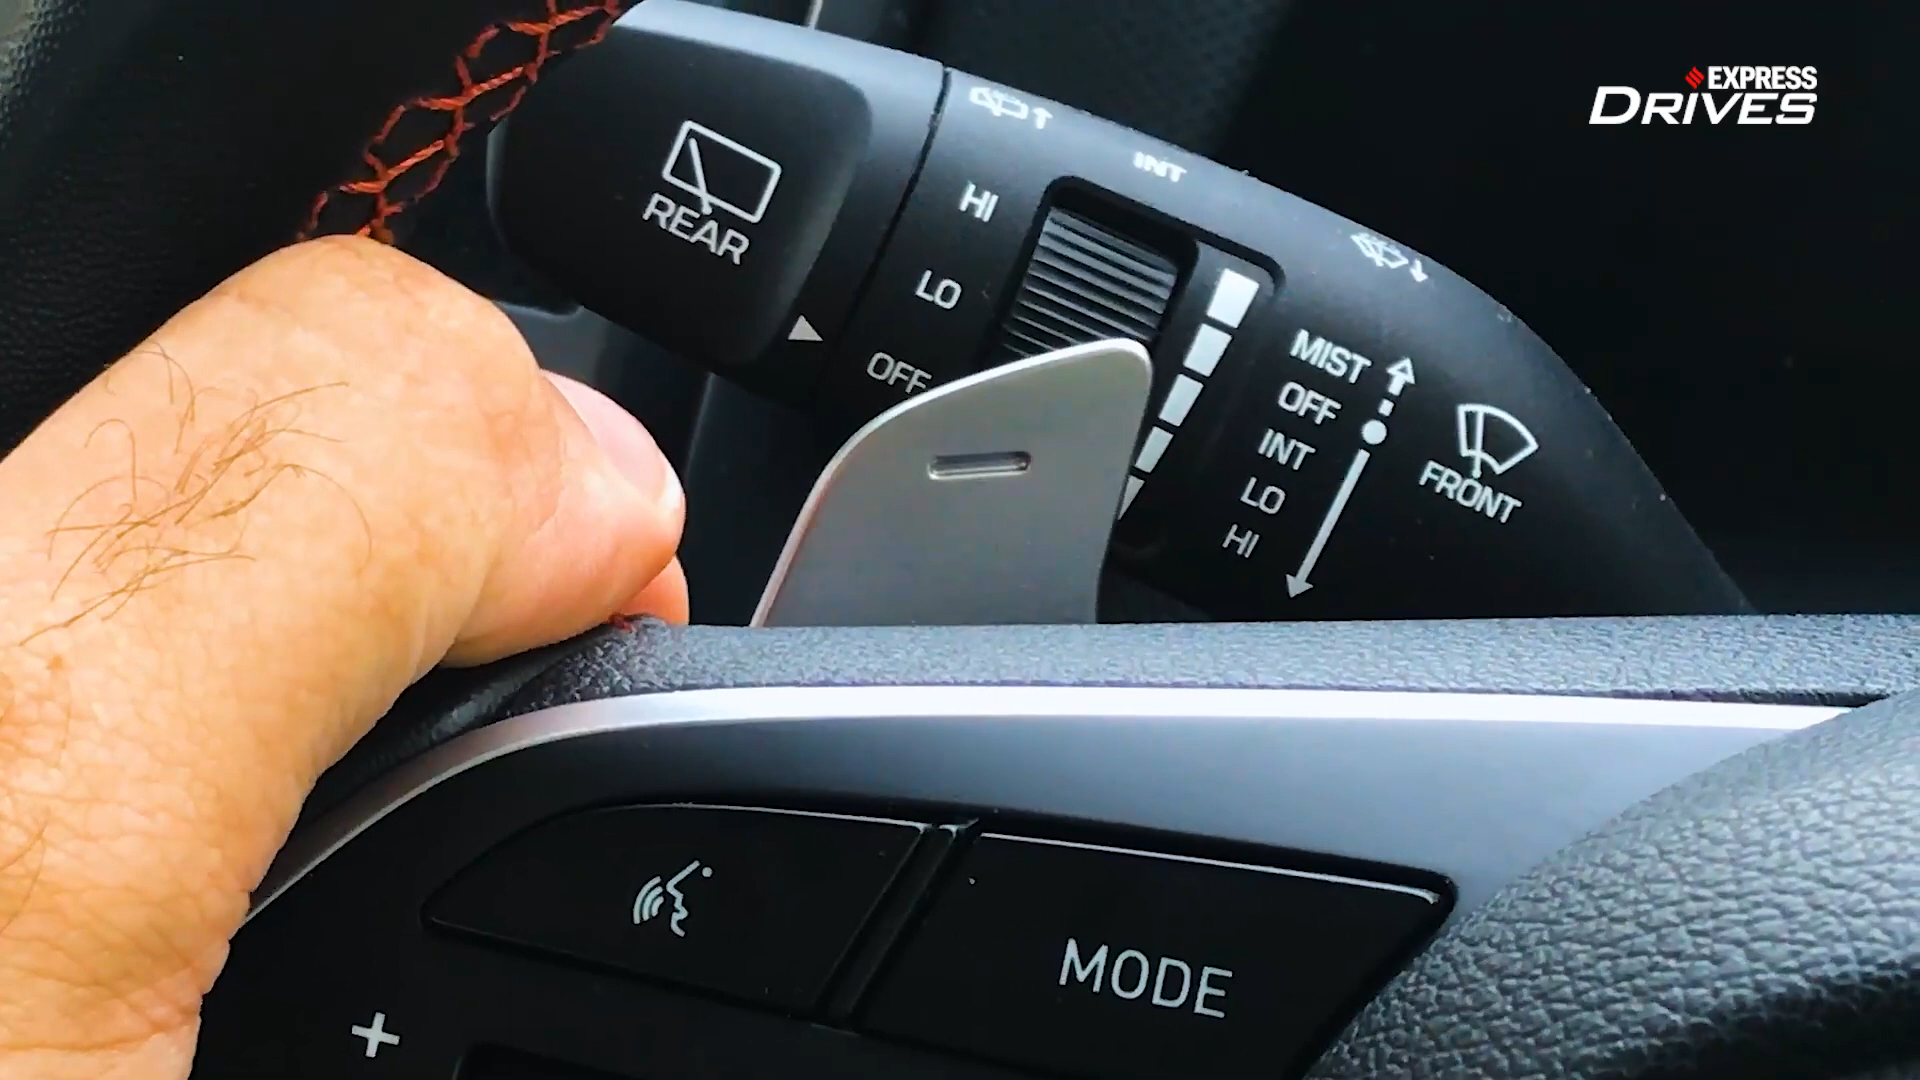 EXPRESS
DRIVES
INT
HI
LO
OFF
REAR
MIST
OFF
INT
LO
HI
FRONT
MODE
+